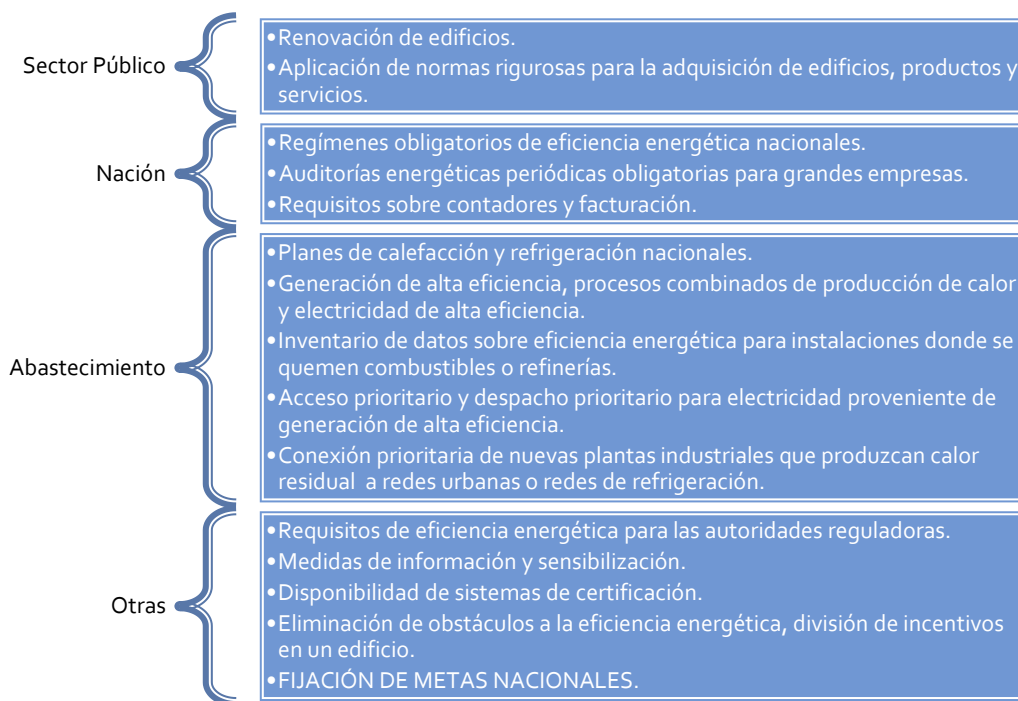 Sector Público
•Renovación de edificios.
•Aplicación de normas rigurosas para la adquisición de edificios, productos y
servicios.
Nación
•Regímenes obligatorios de eficiencia energética nacionales.
•Auditorías energéticas periódicas obligatorias para grandes empresas.
•Requisitos sobre contadores y facturación.
Abastecimiento
•Planes de calefacción y refrigeración nacionales.
•Generación de alta eficiencia, procesos combinados de producción de calor
y electricidad de alta eficiencia.
•Inventario de datos sobre eficiencia energética para instalaciones donde se
quemen combustibles o refinerías.
•Acceso prioritario y despacho prioritario para electricidad proveniente de
generación de alta eficiencia.
•Conexión prioritaria de nuevas plantas industriales que produzcan calor
residual a redes urbanas o redes de refrigeración.
Otras
•Requisitos de eficiencia energética para las autoridades reguladoras.
•Medidas de información y sensibilización.
•Disponibilidad de sistemas de certificación.
•Eliminación de obstáculos a la eficiencia energética, división de incentivos
en un edificio.
•FIJACIÓN DE METAS NACIONALES.